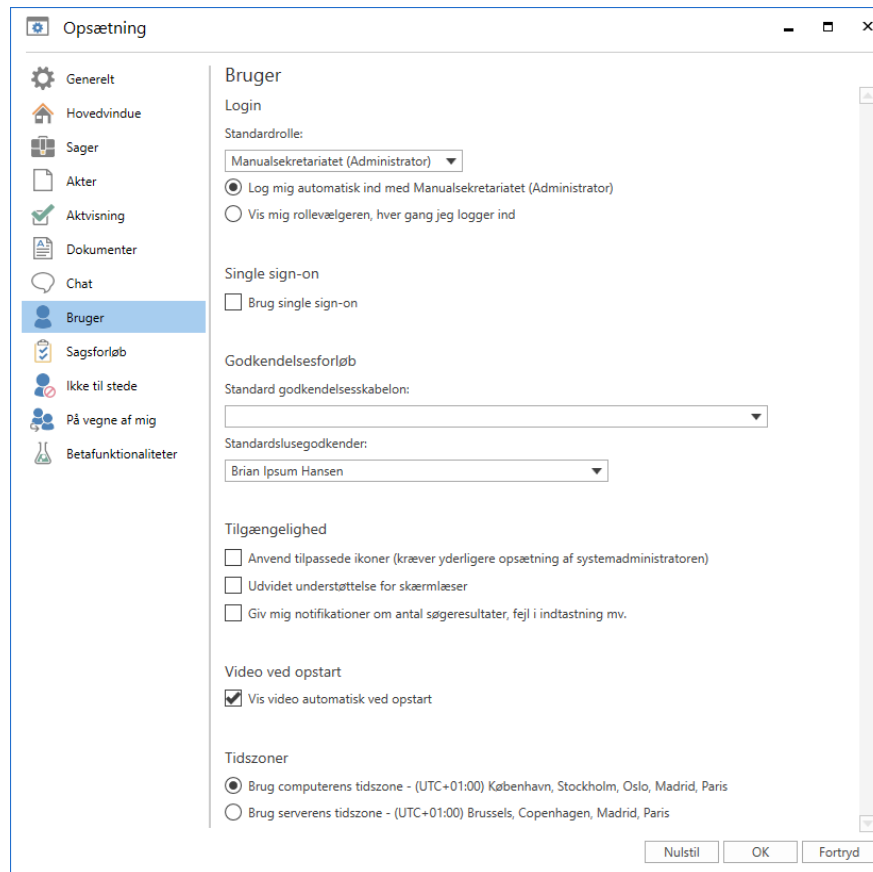 Opsætning
Generelt
Hovedvindue
Sager
Akter
Aktvisning
Dokumenter
Chat
Bruger
Sagsforløb
Ikke til stede
På vegne af mig
Betafunktionaliteter
Bruger
Login
Standardrolle:
Manualsekretariatet (Administrator)
Log mig automatisk ind med Manualsekretariatet (Administrator)
Vis mig rollevælgeren, hver gang jeg logger ind
Single sign-on
Brug single sign-on
Godkendelsesforløb
Standard godkendelsesskabelon:
Standardslusegodkender:
Brian Ipsum Hansen
Tilgængelighed
Anvend tilpassede ikoner (kræver yderligere opsætning af systemadministratoren)
Udvidet understøttelse for skærmlæser
Giv mig notifikationer om antal søgeresultater, fejl i indtastning mv.
Video ved opstart
Vis video automatisk ved opstart
Tidszoner
Brug computerens tidszone - (UTC+01:00) København, Stockholm, Oslo, Madrid, Paris
Brug serverens tidszone - (UTC+01:00) Brussels, Copenhagen, Madrid, Paris
Nulstil
OK
Fortryd